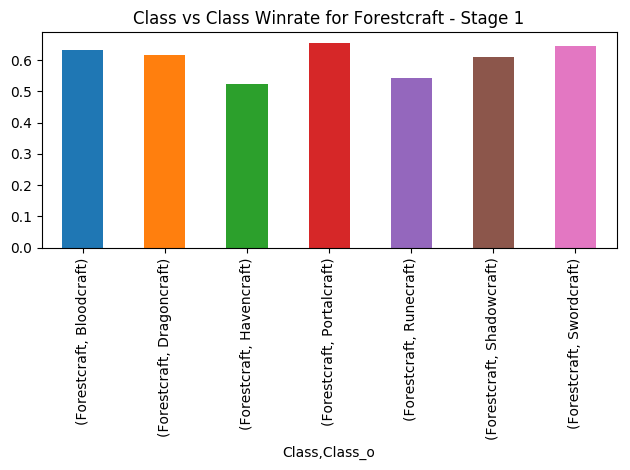 Class vs Class Winrate for Forestcraft - Stage 1
0.6
0.5
0.4
0.3
0.2
0.1
0.0
(Forestcraft, Bloodcraft)
(Forestcraft, Dragoncraft)
(Forestcraft, Havencraft)
(Forestcraft, Portalcraft)
(Forestcraft, Runecraft)
(Forestcraft, Shadowcraft)
(Forestcraft, Swordcraft)
Class,Class_o